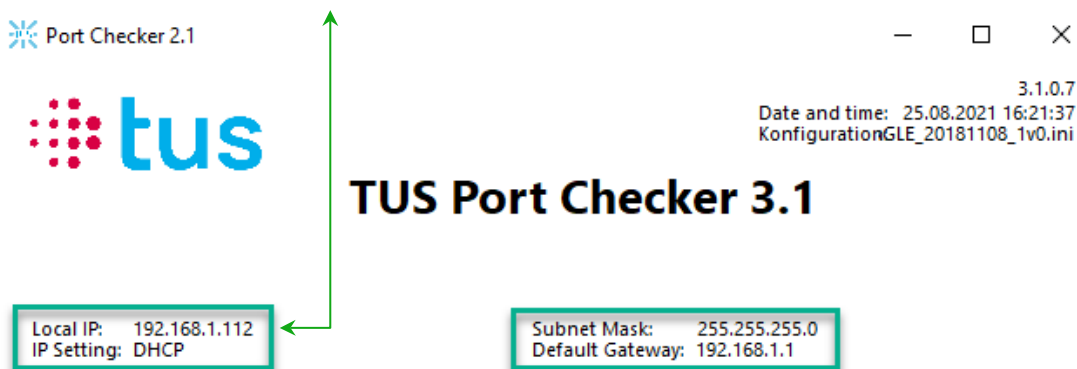 Port Checker 2.1
3.1.0.7
Date and time: 25.08.2021 16:21:37
KonfigurationGLE_20181108_1v0.ini
tus
TUS Port Checker 3.1
Local IP: 192.168.1.112
IP Setting: DHCP
Subnet Mask: 255.255.255.0
Default Gateway: 192.168.1.1